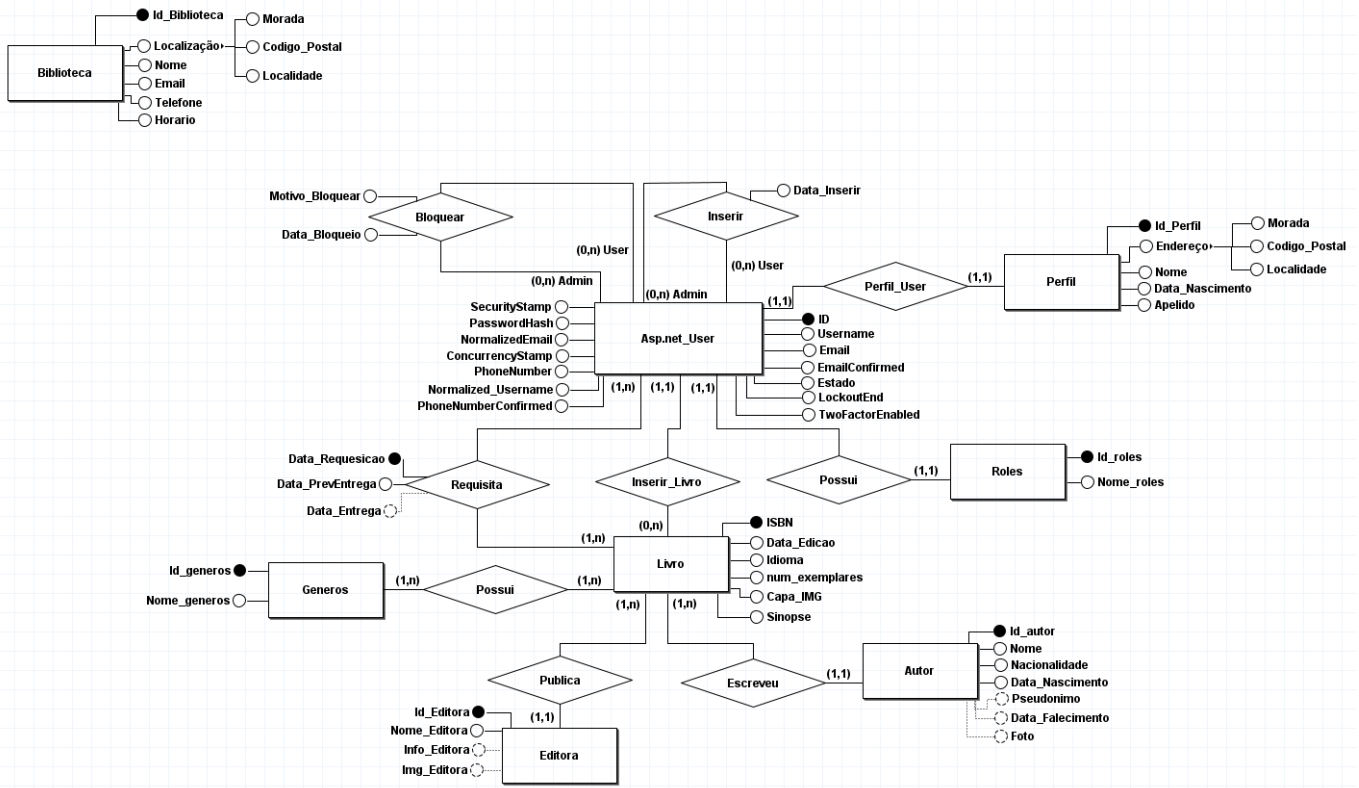 Id_Biblioteca
Morada
Localização
Codigo_Postal
Biblioteca
Nome
Localidade
Email
Telefone
Horario
Motivo_Bloquear
Bloquear
Data_Bloqueio
Data_Inserir
Inserir
(0,n) User
(0,n) User
(0,n) Admin
(0,n) Admin
Id_Perfil
Morada
Endereço
Codigo_Postal
Localidade
Perfil_User
(1,1)
(1,1)
Perfil
Nome
Data_Nascimento
Apelido
SecurityStamp
PasswordHash
NormalizedEmail
ConcurrencyStamp
PhoneNumber
Normalized_Username
PhoneNumberConfirmed
Asp.net_User
ID
Username
Email
EmailConfirmed
Estado
LockoutEnd
TwoFactorEnabled
(1,n)
(1,1)
(1,1)
Data_Requesicao
Data_PrevEntrega
Data_Entrega
Requisita
Inserir_Livro
Possui
(1,1)
Roles
Id_roles
Nome_roles
(1,n)
(0,n)
Livro
ISBN
Data_Edicao
Idioma
num_exemplares
Capa_IMG
Sinopse
Id_generos
Nome_generos
Generos
(1,n)
Possui
(1,n)
(1,n)
(1,n)
Publica
Escreveu
(1,1)
Autor
Id_autor
Nome
Nacionalidade
Data_Nascimento
Pseudonimo
Data_Falecimento
Foto
(1,1)
Id_Editora
Nome_Editora
Info_Editora
Img_Editora
Editora